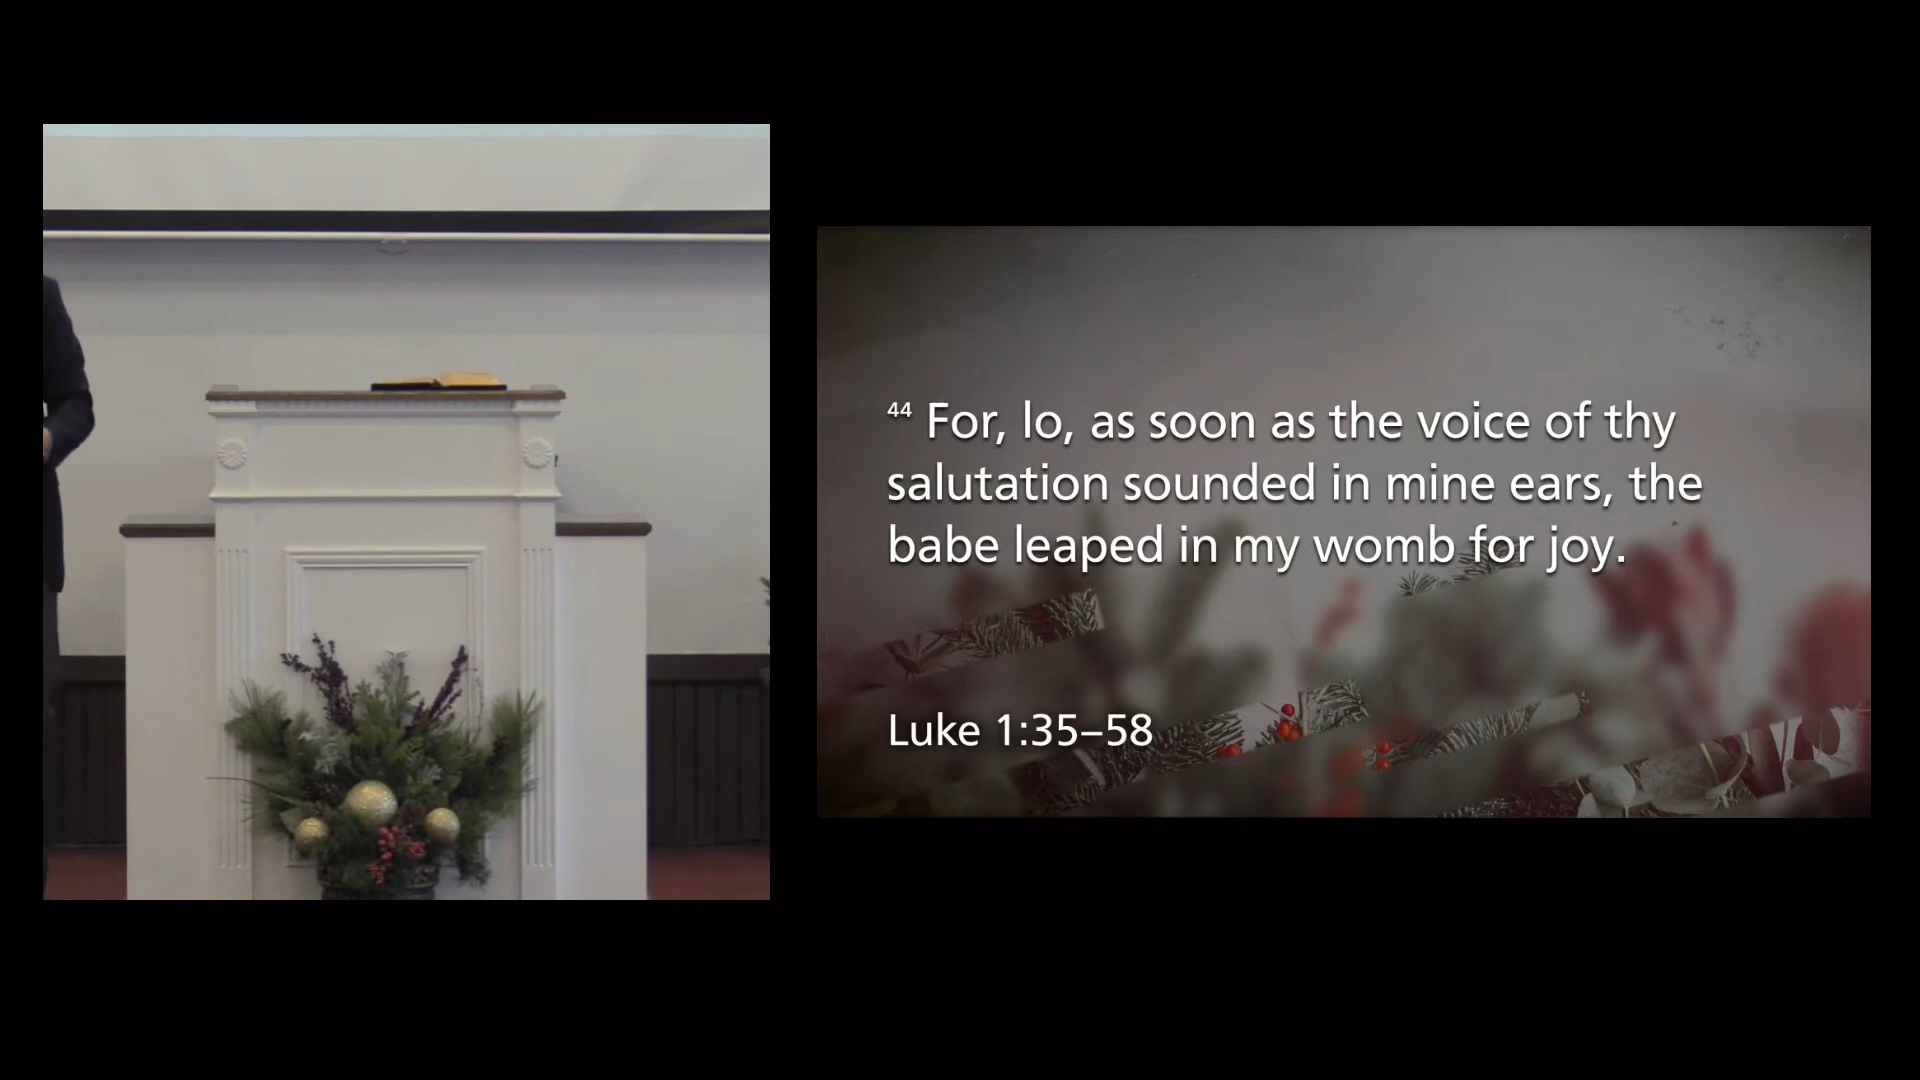 44 For, lo, as soon as the voice of thy
salutation sounded in mine ears, the
babe leaped in my womb for joy.
Luke 1:35–58